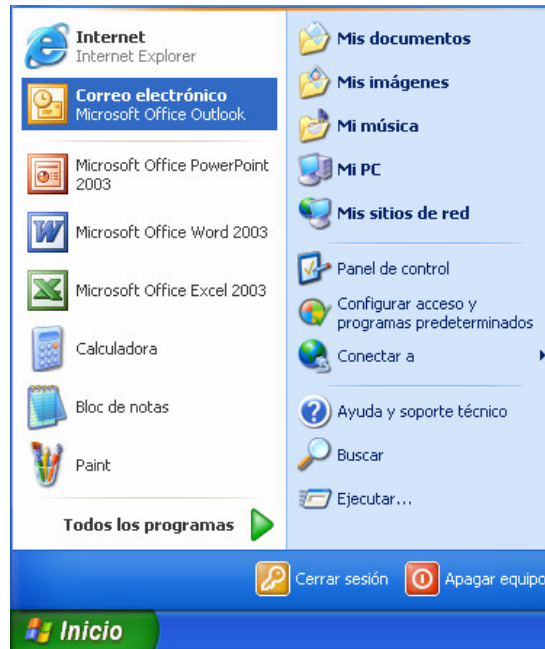 Internet
Internet Explorer
Correo electrónico
Microsoft Office Outlook
Microsoft Office PowerPoint
2003
Microsoft Office Word 2003
Microsoft Office Excel 2003
Calculadora
Bloc de notas
Paint
Todos los programas
Mis documentos
Mis imágenes
Mi música
Mi PC
Mis sitios de red
Panel de control
Configurar acceso y
programas predeterminados
Conectar a
Ayuda y soporte técnico
Buscar
Ejecutar...
Cerrar sesión
Apagar equipo
Inicio